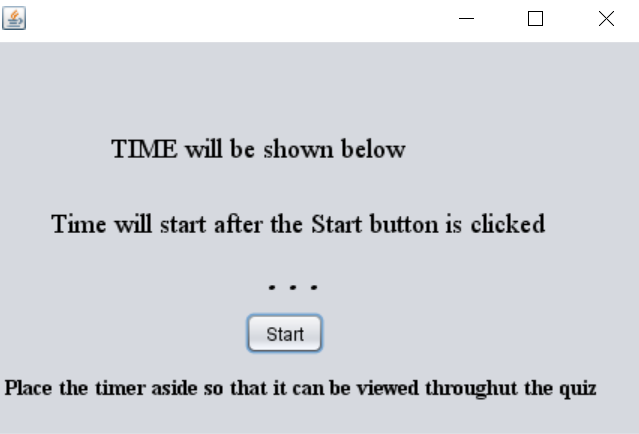 TIME will be shown below
Time will start after the Start button is clicked
. . .
Start
Place the timer aside so that it can be viewed throughut the quiz